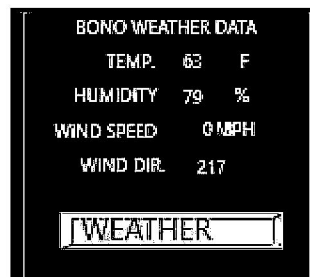 BONO WEATHER DATA
TEMP. 63 F
HUMIDITY 79 %
WIND SPEED 0 MPH
WIND DIR. 217
WEATHER